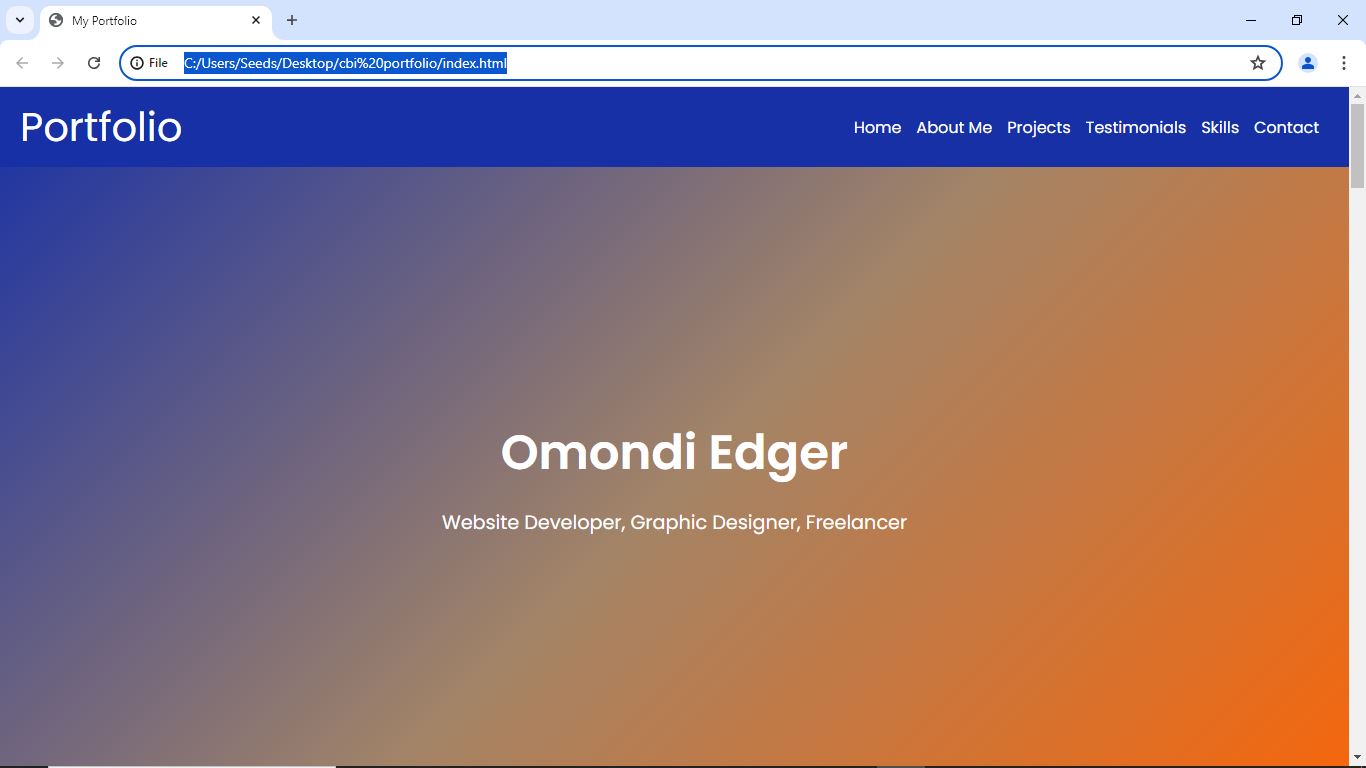 My Portfolio
File C:/Users/Seeds/Desktop/cbi%20portfolio/index.html
Portfolio
Home About Me Projects Testimonials Skills Contact
Omondi Edger
Website Developer, Graphic Designer, Freelancer